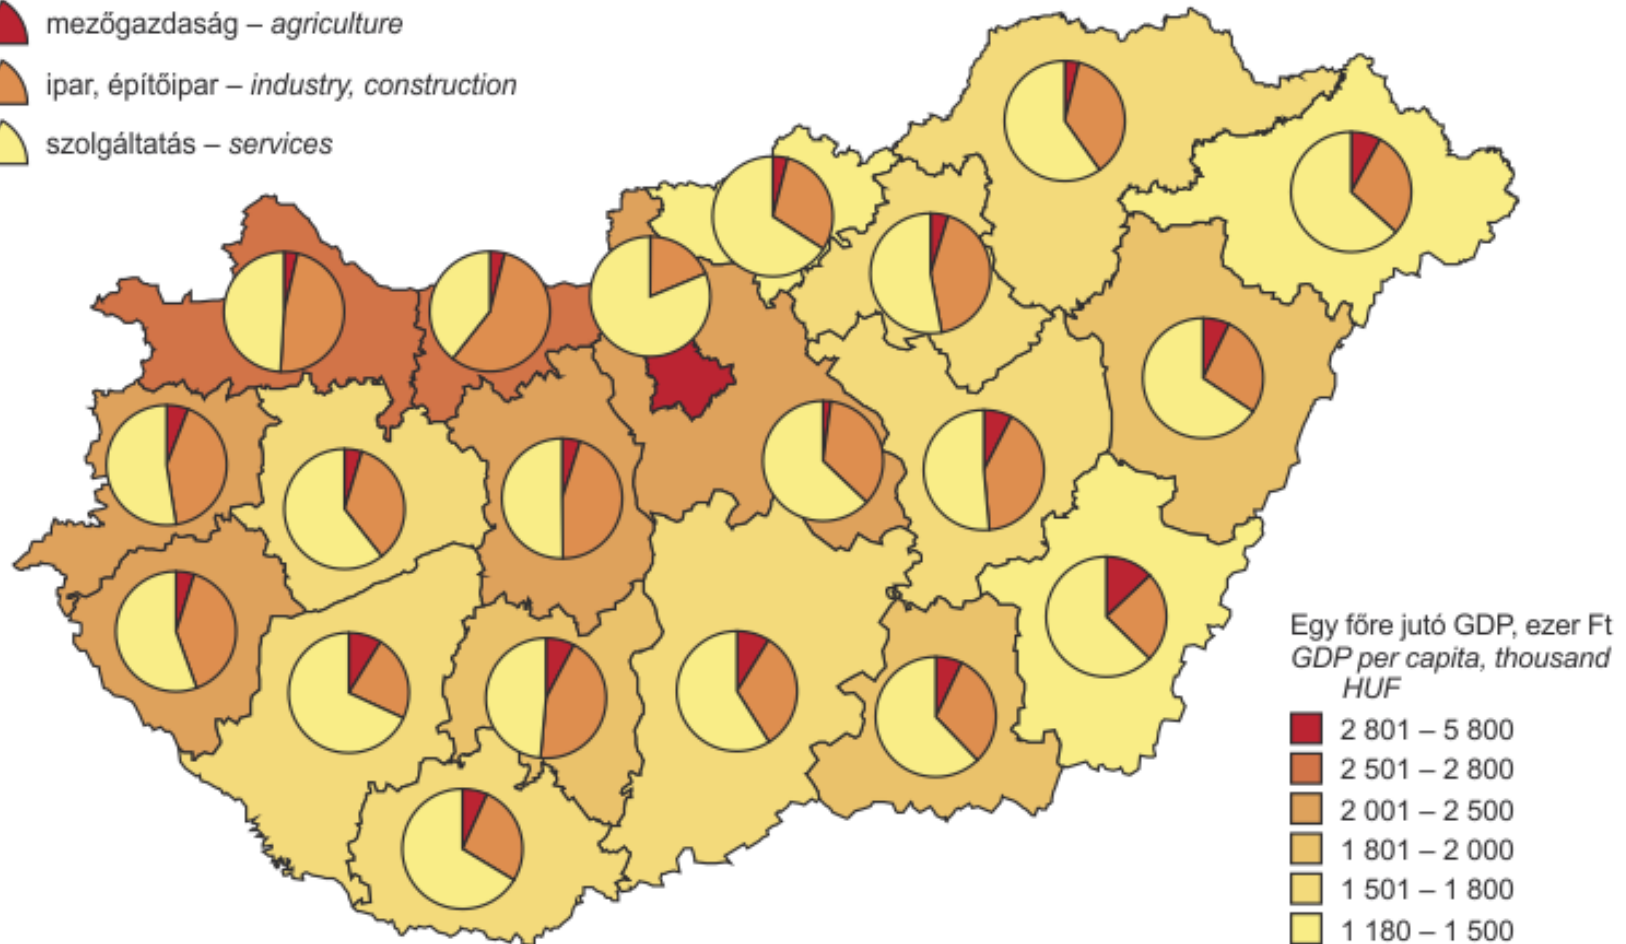 mezőgazdaság – agriculture
ipar, építőipar – industry, construction
szolgáltatás – services
Egy főre jutó GDP, ezer Ft
GDP per capita, thousand
HUF
2 801 – 5 800
2 501 – 2 800
2 001 – 2 500
1 801 – 2 000
1 501 – 1 800
1 180 – 1 500